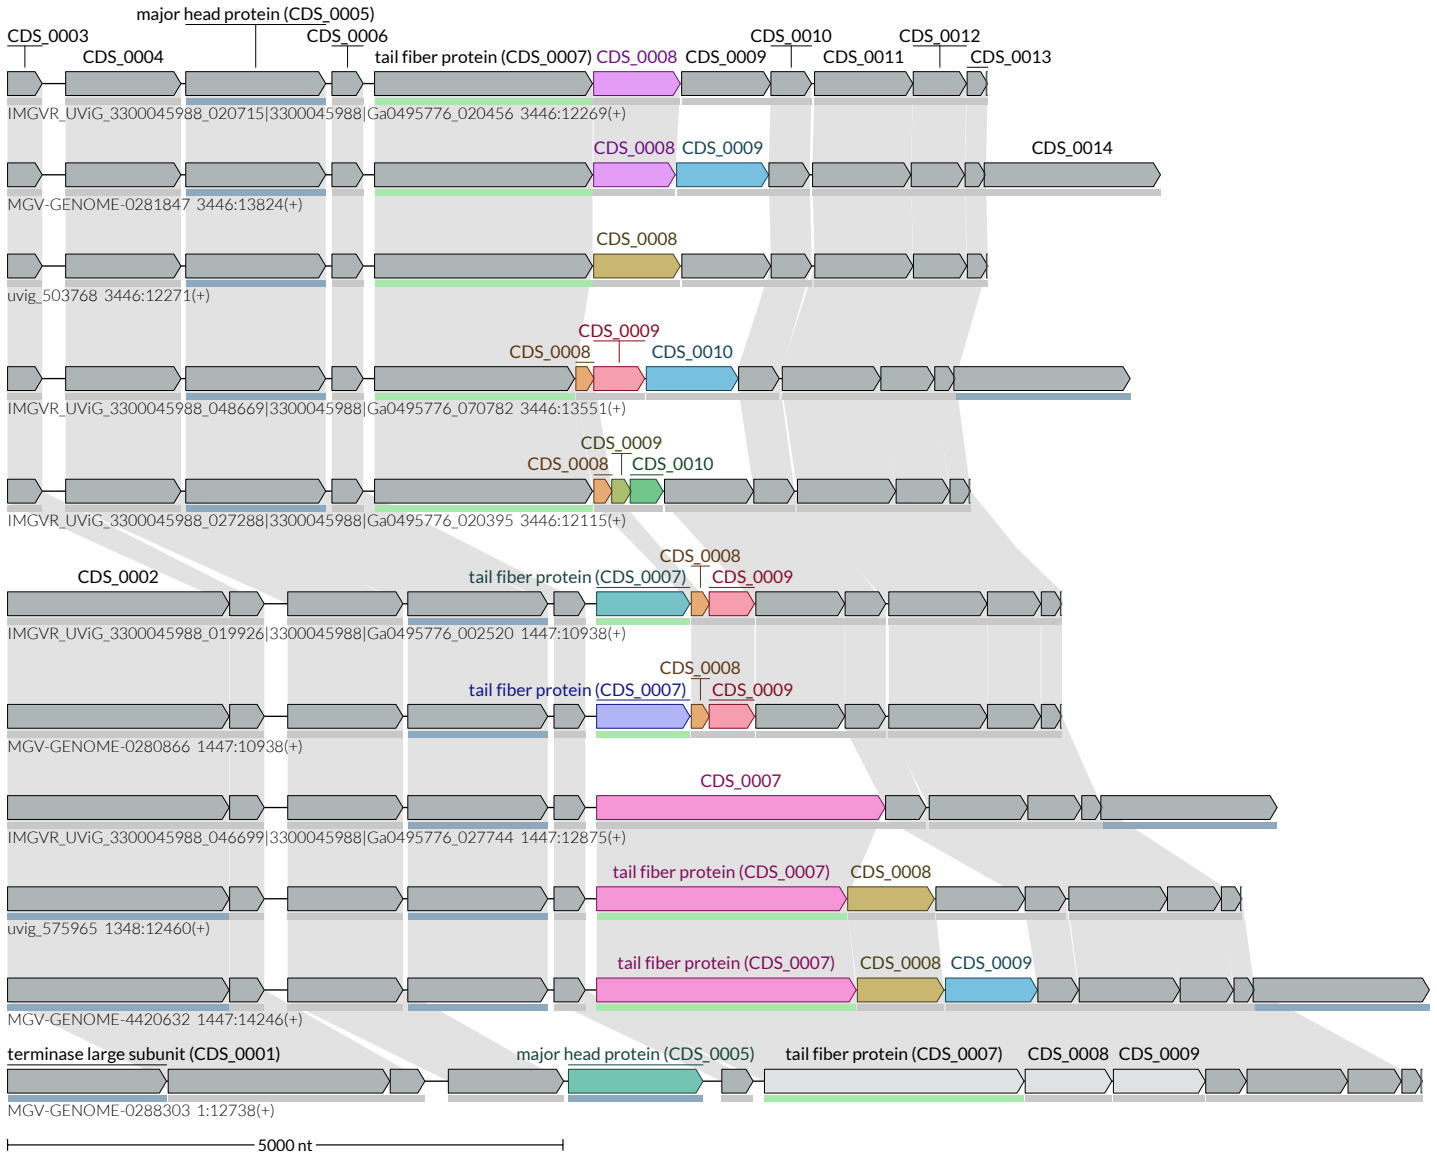 major head protein (CDS_0005)
CDS_0003 CDS_0006 CDS_0010 CDS_0012
CDS_0004 tail fiber protein (CDS_0007) CDS_0008 CDS_0009 CDS_0011 CDS_0013
IMGVR_UViG_3300045988_020715|3300045988|Ga0495776_020456 3446:12269(+)
CDS_0008 CDS_0009 CDS_0014
MGV-GENOME-0281847 3446:13824(+)
CDS_0008
uvig_503768 3446:12271(+)
CDS_0009
CDS_0008 CDS_0010
IMGVR_UViG_3300045988_048669|3300045988|Ga0495776_070782 3446:13551(+)
CDS_0009
CDS_0008 CDS_0010
IMGVR_UViG_3300045988_027288|3300045988|Ga0495776_020395 3446:12115(+)
CDS_0008
CDS_0002 tail fiber protein (CDS_0007) CDS_0009
IMGVR_UViG_3300045988_019926|3300045988|Ga0495776_002520 1447:10938(+)
CDS_0008
tail fiber protein (CDS_0007) CDS_0009
MGV-GENOME-0280866 1447:10938(+)
CDS_0007
IMGVR_UViG_3300045988_046699|3300045988|Ga0495776_027744 1447:12875(+)
tail fiber protein (CDS_0007) CDS_0008
uvig_575965 1348:12460(+)
tail fiber protein (CDS_0007) CDS_0008 CDS_0009
MGV-GENOME-4420632 1447:14246(+)
terminase large subunit (CDS_0001) major head protein (CDS_0005) tail fiber protein (CDS_0007) CDS_0008 CDS_0009
MGV-GENOME-0288303 1:12738(+)
5000 nt